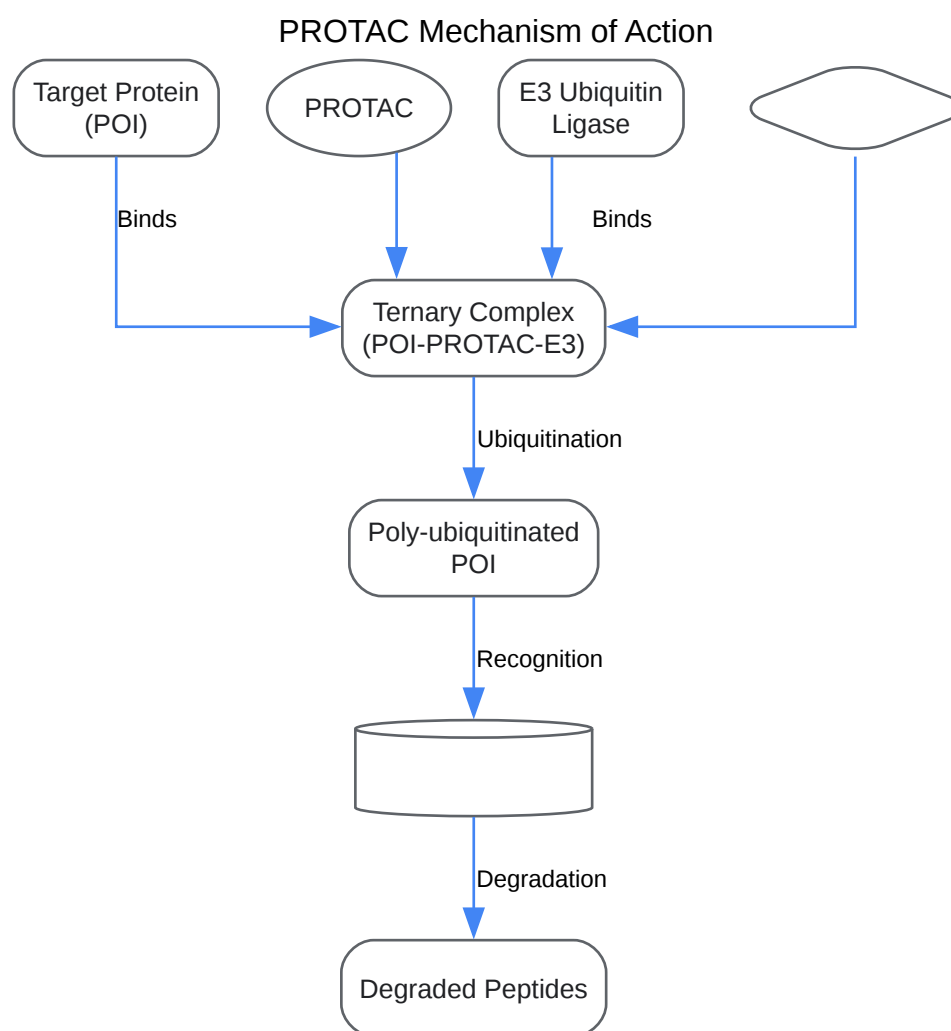 PROTAC Mechanism of Action
Target Protein
(POI)
PROTAC
E3 Ubiquitin
Ligase
Binds
Binds
Ternary Complex
(POI-PROTAC-E3)
Ubiquitination
Poly-ubiquitinated
POI
Recognition
Degradation
Degraded Peptides